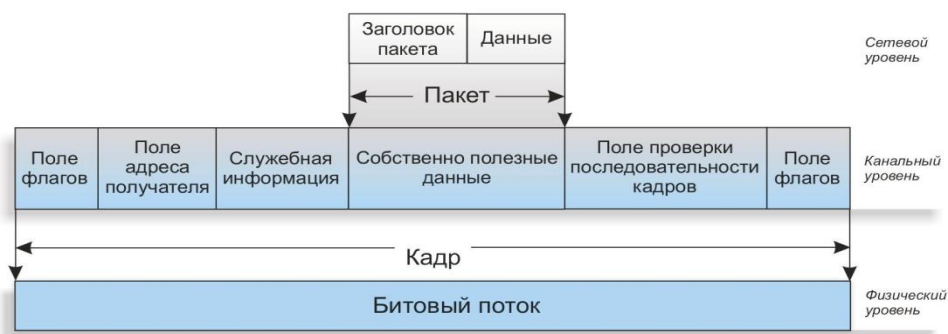 Заголовок
пакета
Данные
Сетевой
уровень
Пакет
Поле
флагов
Поле
адреса
получателя
Служебная
информация
Собственно полезные
данные
Поле проверки
последовательности
кадров
Поле
флагов
Канальный
уровень
Кадр
Битовый поток
Физический
уровень